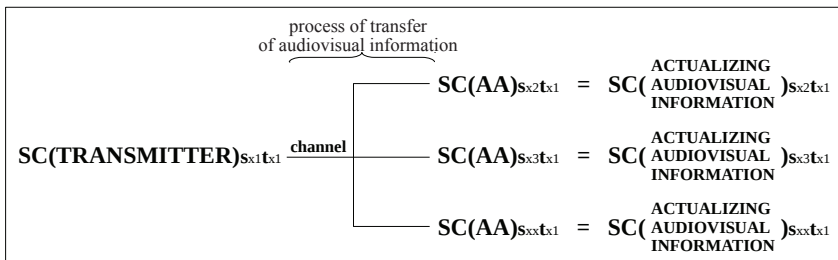 process of transfer
of audiovisual information
SC(AA)sx2tx1 = SC( ACTUALIZING AUDIOVISUAL INFORMATION )sx2tx1
SC(TRANSMITTER)sx1tx1 channel SC(AA)sx3tx1 = SC( ACTUALIZING AUDIOVISUAL INFORMATION )sx3tx1
SC(AA)sxxtx1 = SC( ACTUALIZING AUDIOVISUAL INFORMATION )sxxtx1